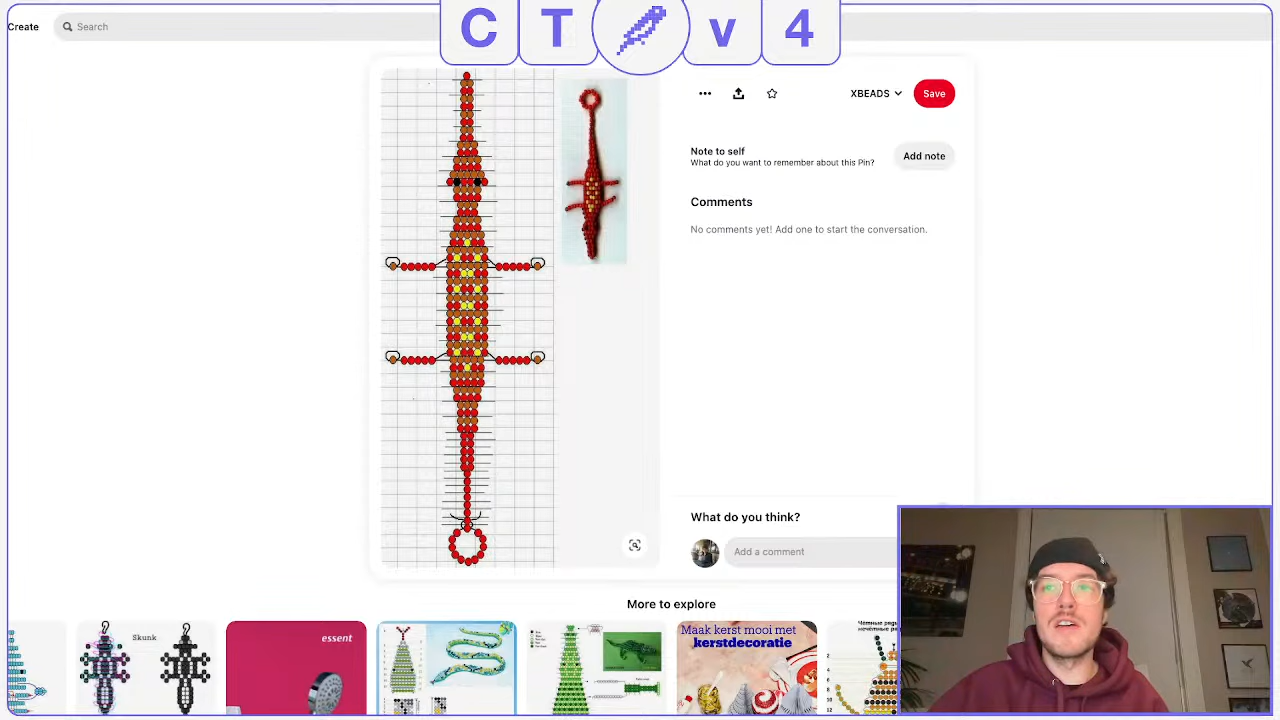 C T v 4
Create
Search
XBEADS
Save
Note to self
What do you want to remember about this Pin?
Add note
Comments
No comments yet! Add one to start the conversation.
What do you think?
Add a comment
More to explore
Skunk
essent
Maak kerst mooi met
kerstdecoratie